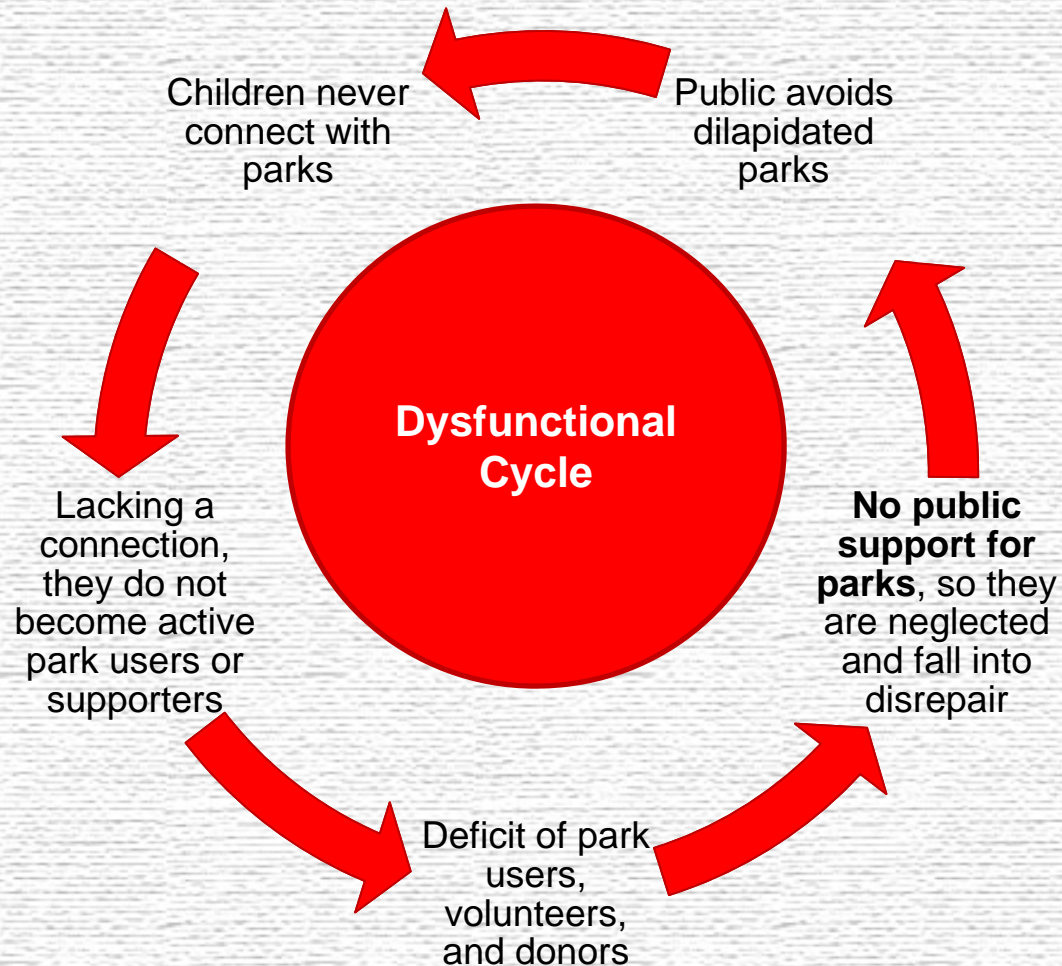 Children never
connect with
parks
Public avoids
dilapidated
parks
Dysfunctional
Cycle
Lacking a
connection,
they do not
become active
park users or
supporters
No public
support for
parks, so they
are neglected
and fall into
disrepair
Deficit of park
users,
volunteers,
and donors